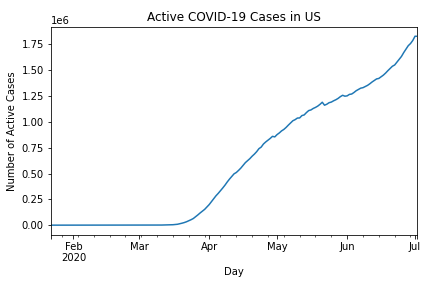 Active COVID-19 Cases in US
1e6
Number of Active Cases
1.75
1.50
1.25
1.00
0.75
0.50
0.25
0.00
Feb Mar Apr May Jun Jul
2020
Day